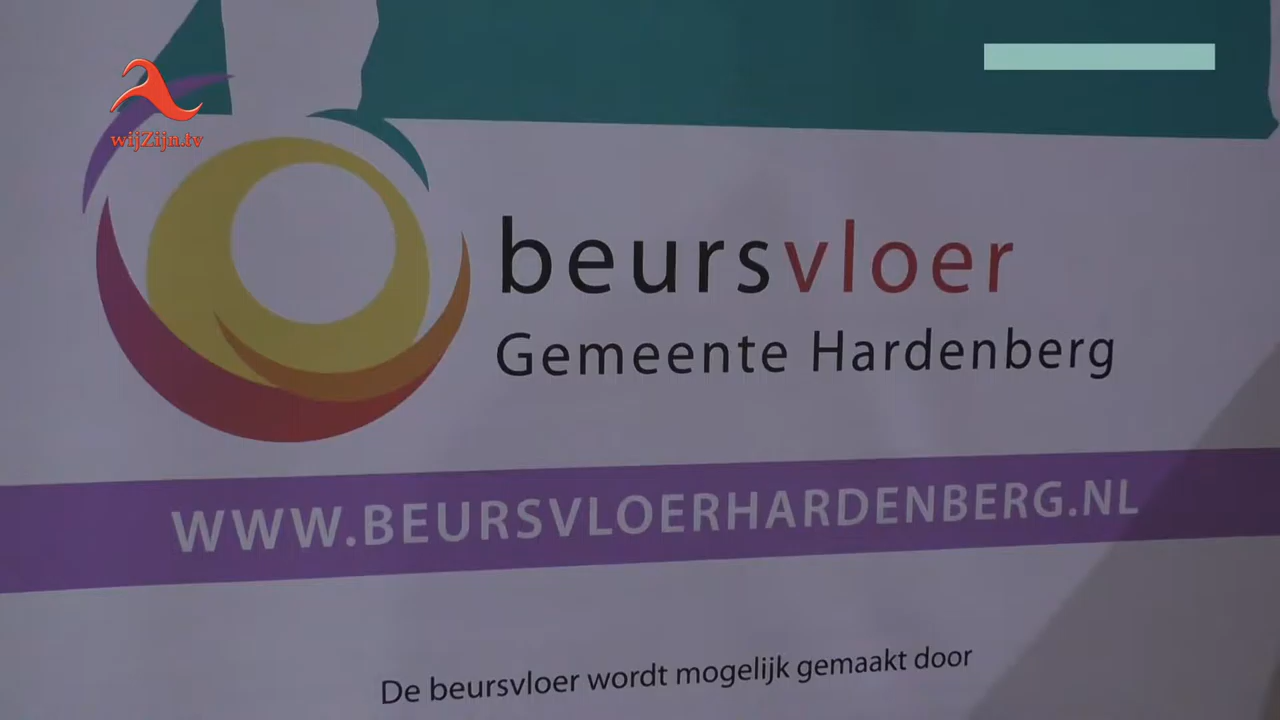 wijZijn.tv
beursvloer
Gemeente Hardenberg
WWW.BEURSVLOERHARDENBERG.NL
De beursvloer wordt mogelijk gemaakt door